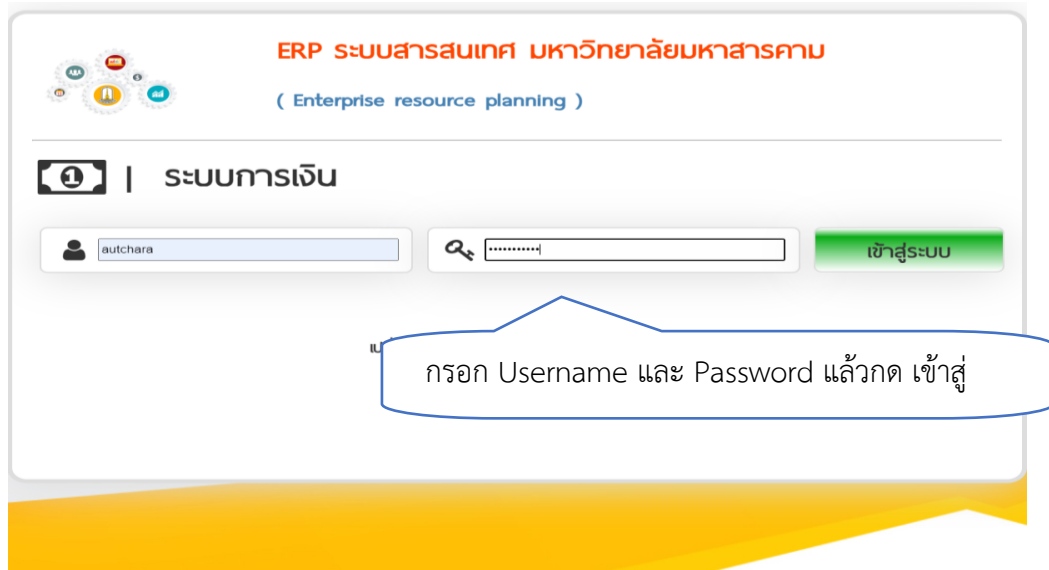 ERP ระบบสารสนเทศ มหาวิทยาลัยมหาสารคาม
( Enterprise resource planning )
1 | ระบบการเงิน
autchara ........... เข้าสู่ระบบ
กรอก Username และ Password แล้วกด เข้าสู่